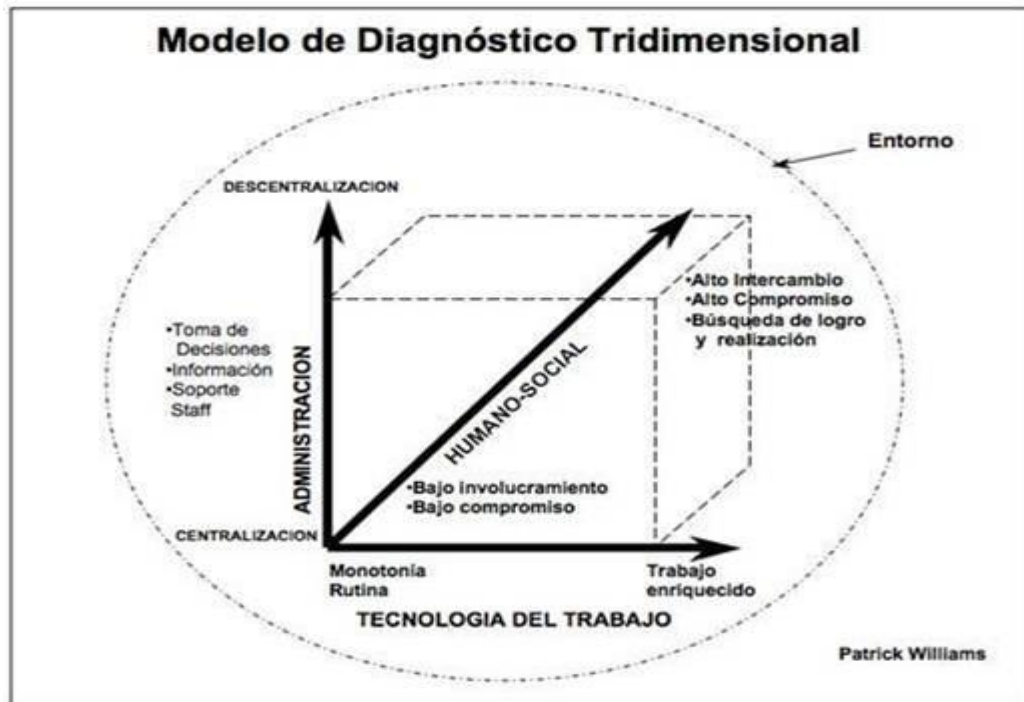 Modelo de Diagnóstico Tridimensional
Entorno
DESCENTRALIZACION
•Alto Intercambio
•Alto Compromiso
•Búsqueda de logro
y realización
•Toma de
Decisiones
•Información
•Soporte
Staff
ADMINISTRACION
HUMANO-SOCIAL
•Bajo involucramiento
•Bajo compromiso
CENTRALIZACION
Monotonía
Rutina
Trabajo
enriquecido
TECNOLOGIA DEL TRABAJO
Patrick Williams